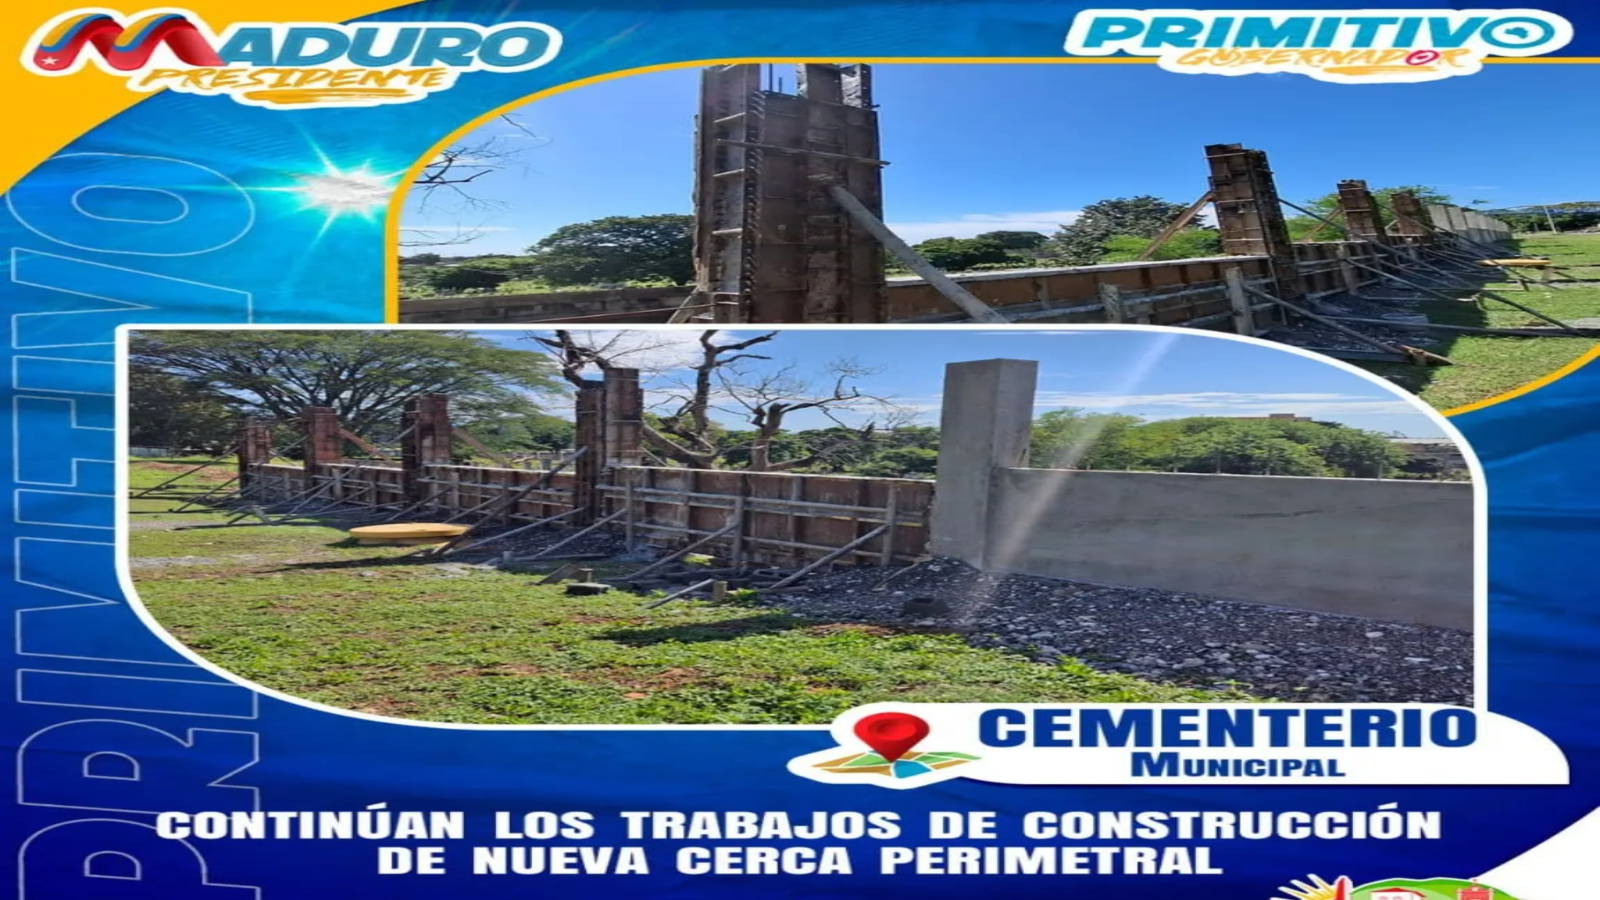 MADURO
PRESIDENTE
PRIMITIVO
GOBERNADOR
PRIMITIVO
CEMENTERIO
MUNICIPAL
CONTINÚAN LOS TRABAJOS DE CONSTRUCCIÓN
DE NUEVA CERCA PERIMETRAL